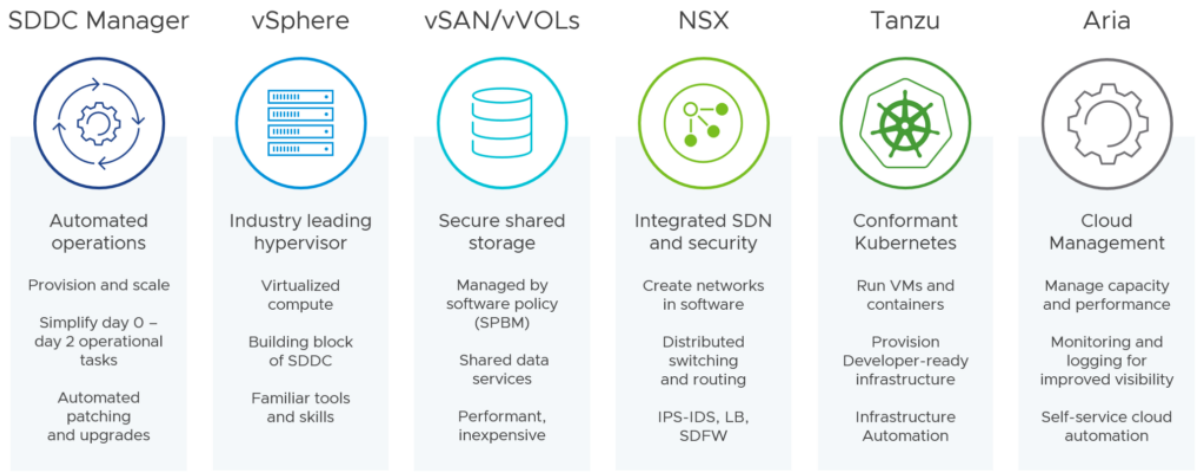 SDDC Manager
Automated
operations
Provision and scale
Simplify day 0 –
day 2 operational
tasks
Automated
patching
and upgrades
vSphere
Industry leading
hypervisor
Virtualized
compute
Building block
of SDDC
Familiar tools
and skills
vSAN/vVOLs
Secure shared
storage
Managed by
software policy
(SPBM)
Shared data
services
Performant,
inexpensive
NSX
Integrated SDN
and security
Create networks
in software
Distributed
switching
and routing
IPS-IDS, LB,
SDFW
Tanzu
Conformant
Kubernetes
Run VMs and
containers
Provision
Developer-ready
infrastructure
Infrastructure
Automation
Aria
Cloud
Management
Manage capacity
and performance
Monitoring and
logging for
improved visibility
Self-service cloud
automation